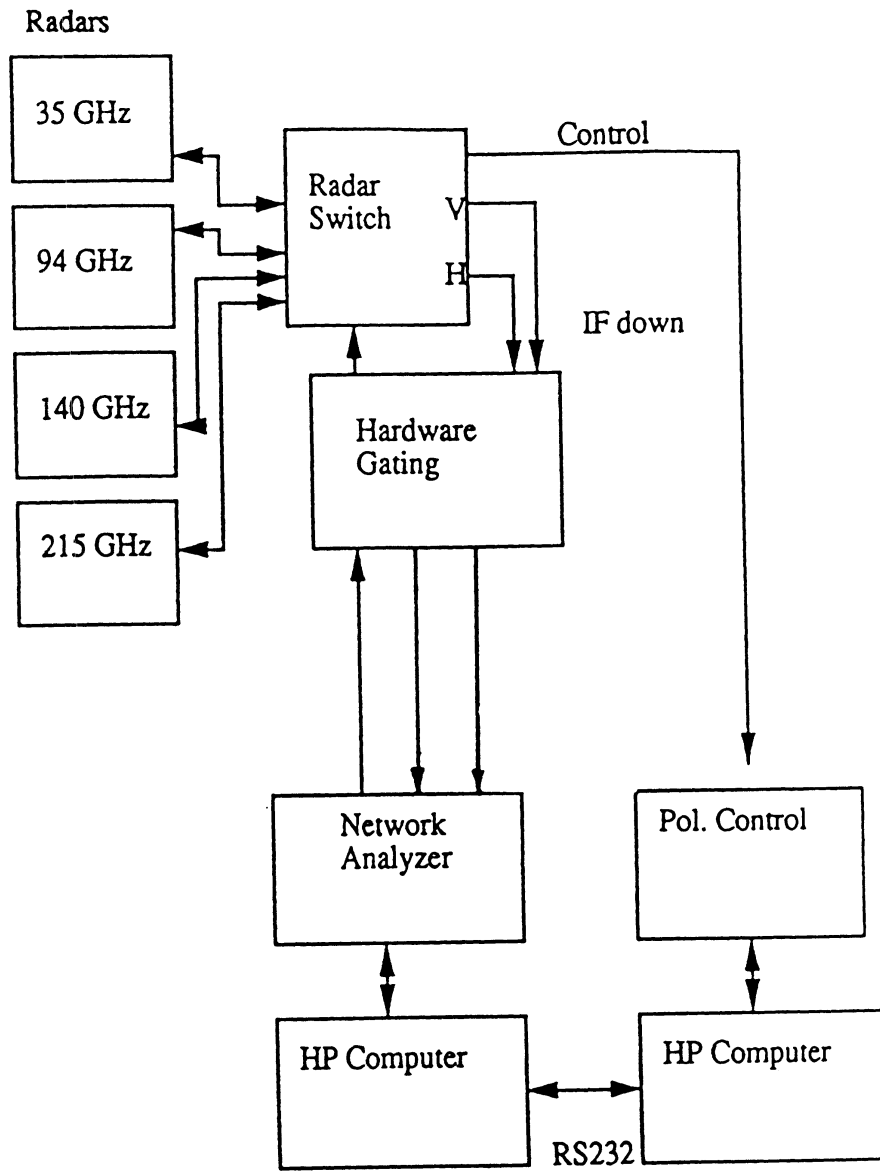 Radars
35 GHz
94 GHz
140 GHz
215 GHz
Radar
Switch
V
H
Control
IF down
Hardware
Gating
Network
Analyzer
Pol. Control
HP Computer
HP Computer
RS232